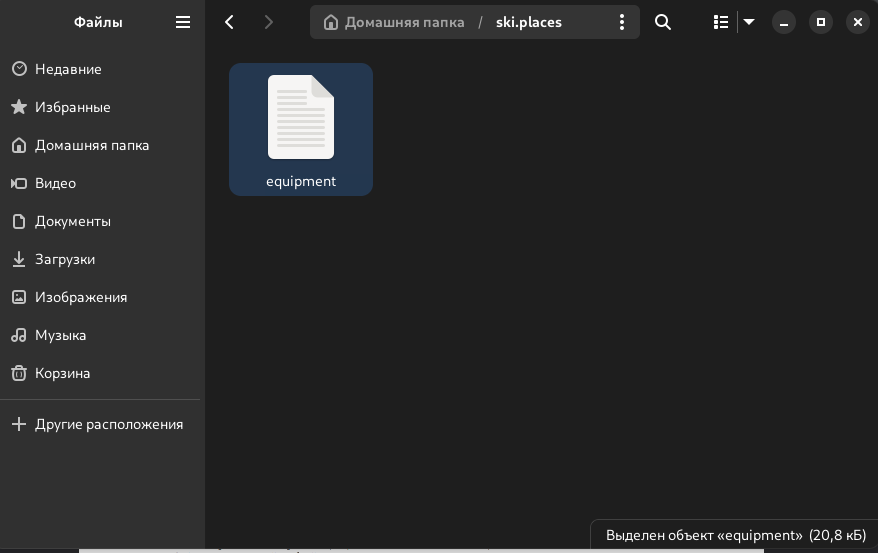 Файлы
Домашняя папка / ski.places
Недавние
Избранные
Домашняя папка
Видео
Документы
Загрузки
Изображения
Музыка
Корзина
Другие расположения
equipment
Выделен объект «equipment» (20,8 кБ)